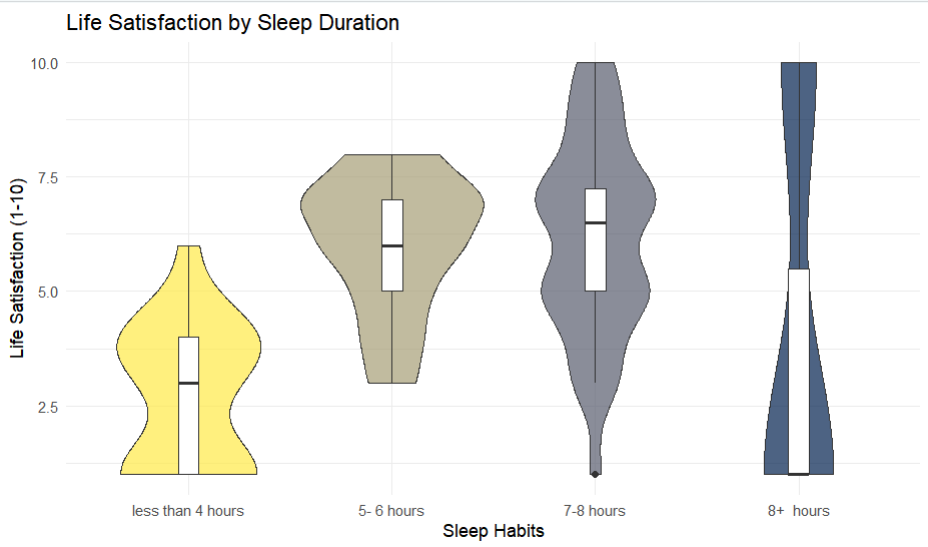 Life Satisfaction by Sleep Duration
Life Satisfaction (1-10)
10.0
7.5
5.0
2.5
less than 4 hours
5- 6 hours
7-8 hours
8+  hours
Sleep Habits